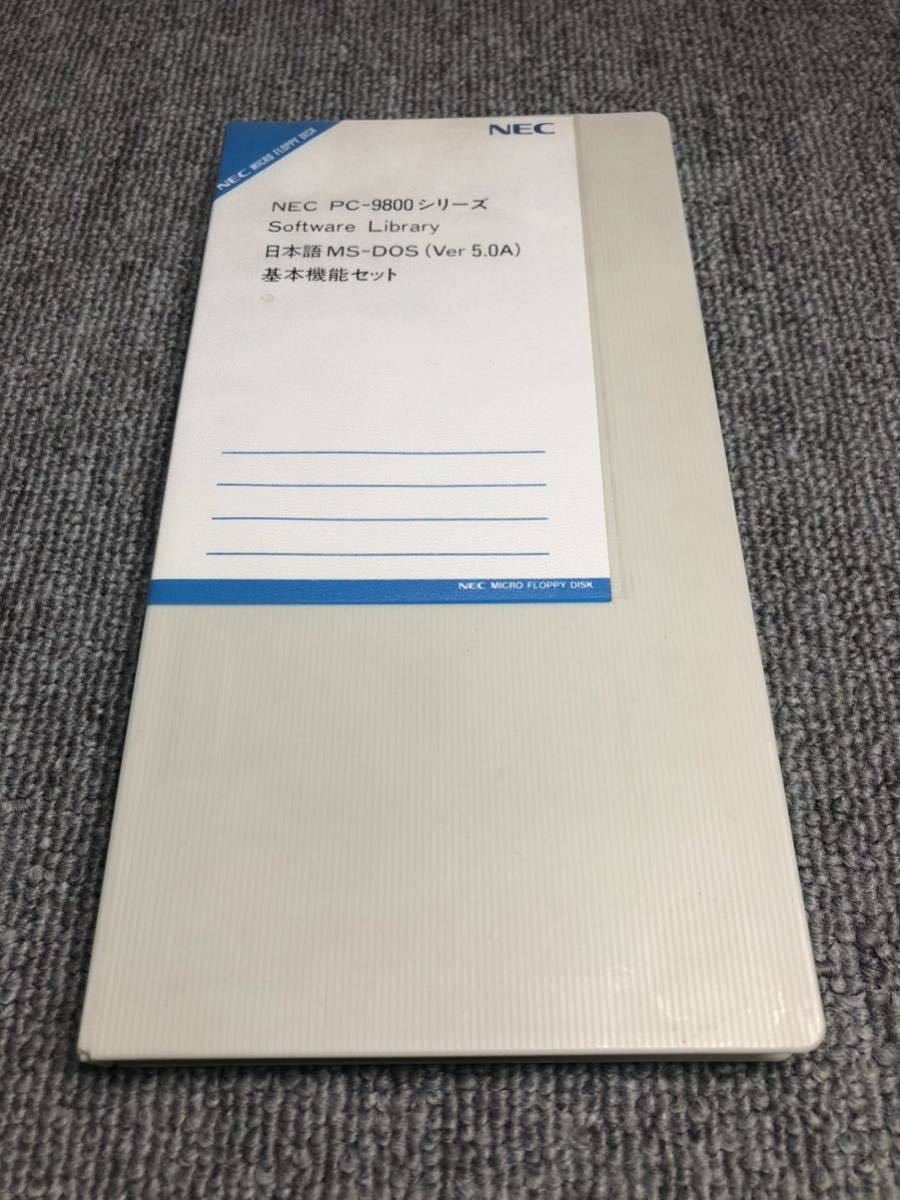 NEC
NEC MICRO FLOPPY DISK
NEC PC-9800シリーズ
Software Library
日本語MS-DOS(Ver 5.0A)
基本機能セット
NEC MICRO FLOPPY DISK